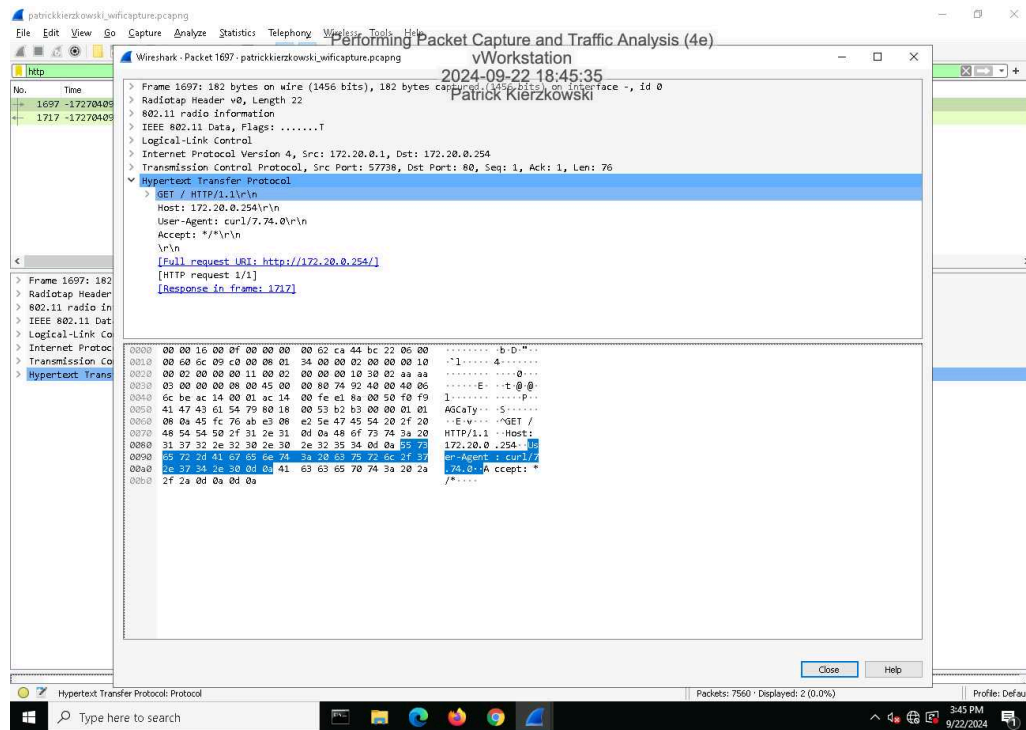 patrickkierzkowski_wificapture.pcapng
File Edit View Go Capture Analyze Statistics Telephony Wireless Tools Help
Performing Packet Capture and Traffic Analysis (4e)
vWorkstation
2024-09-22 18:45:35
Patrick Kierzkowski
http
No. Time
1697 -17270409
1717 -17270409
Wireshark · Packet 1697 · patrickkierzkowski_wificapture.pcapng
> Frame 1697: 182 bytes on wire (1456 bits), 182 bytes captured (1456 bits) on interface -, id 0
> Radiotap Header v0, Length 22
> 802.11 radio information
> IEEE 802.11 Data, Flags: .......T
> Logical-Link Control
> Internet Protocol Version 4, Src: 172.20.0.1, Dst: 172.20.0.254
> Transmission Control Protocol, Src Port: 57738, Dst Port: 80, Seq: 1, Ack: 1, Len: 76
Hypertext Transfer Protocol
> GET / HTTP/1.1\r\n
Host: 172.20.0.254\r\n
User-Agent: curl/7.74.0\r\n
Accept: */*\r\n
\r\n
[Full request URI: http://172.20.0.254/]
[HTTP request 1/1]
[Response in frame: 1717]
> Frame 1697: 182
> Radiotap Header
> 802.11 radio in
> IEEE 802.11 Dat
> Logical-Link Co
> Internet Protoc
> Transmission Co
> Hypertext Trans
0000 00 00 16 00 0f 00 00 00 00 62 ca 44 bc 22 06 00 ·········b·D·"··
0010 00 60 6c 09 c0 00 08 01 34 00 00 02 00 00 00 10 ·`l·····4·······
0020 00 02 00 00 00 11 00 02 00 00 00 10 30 02 aa aa ············0···
0030 03 00 00 00 08 00 45 00 00 80 74 92 40 00 40 06 ······E···t·@·@·
0040 6c be ac 14 00 01 ac 14 00 fe e1 8a 00 50 f0 f9 l············P··
0050 41 47 43 61 54 79 80 18 00 53 b2 b3 00 00 01 01 AGCaTy···S······
0060 08 0a 45 fc 76 ab e3 08 e2 5e 47 45 54 20 2f 20 ··E·v····^GET /
0070 48 54 54 50 2f 31 2e 31 0d 0a 48 6f 73 74 3a 20 HTTP/1.1··Host:
0080 31 37 32 2e 32 30 2e 30 2e 32 35 34 0d 0a 55 73 172.20.0.254··Us
0090 65 72 2d 41 67 65 6e 74 3a 20 63 75 72 6c 2f 37 er-Agent: curl/7
00a0 2e 37 34 2e 30 0d 0a 41 63 63 65 70 74 3a 20 2a .74.0··Accept: *
00b0 2f 2a 0d 0a 0d 0a /*····
Close Help
Hypertext Transfer Protocol: Protocol
Packets: 7560 · Displayed: 2 (0.0%)
Profile: Defau
Type here to search
3:45 PM
9/22/2024
1